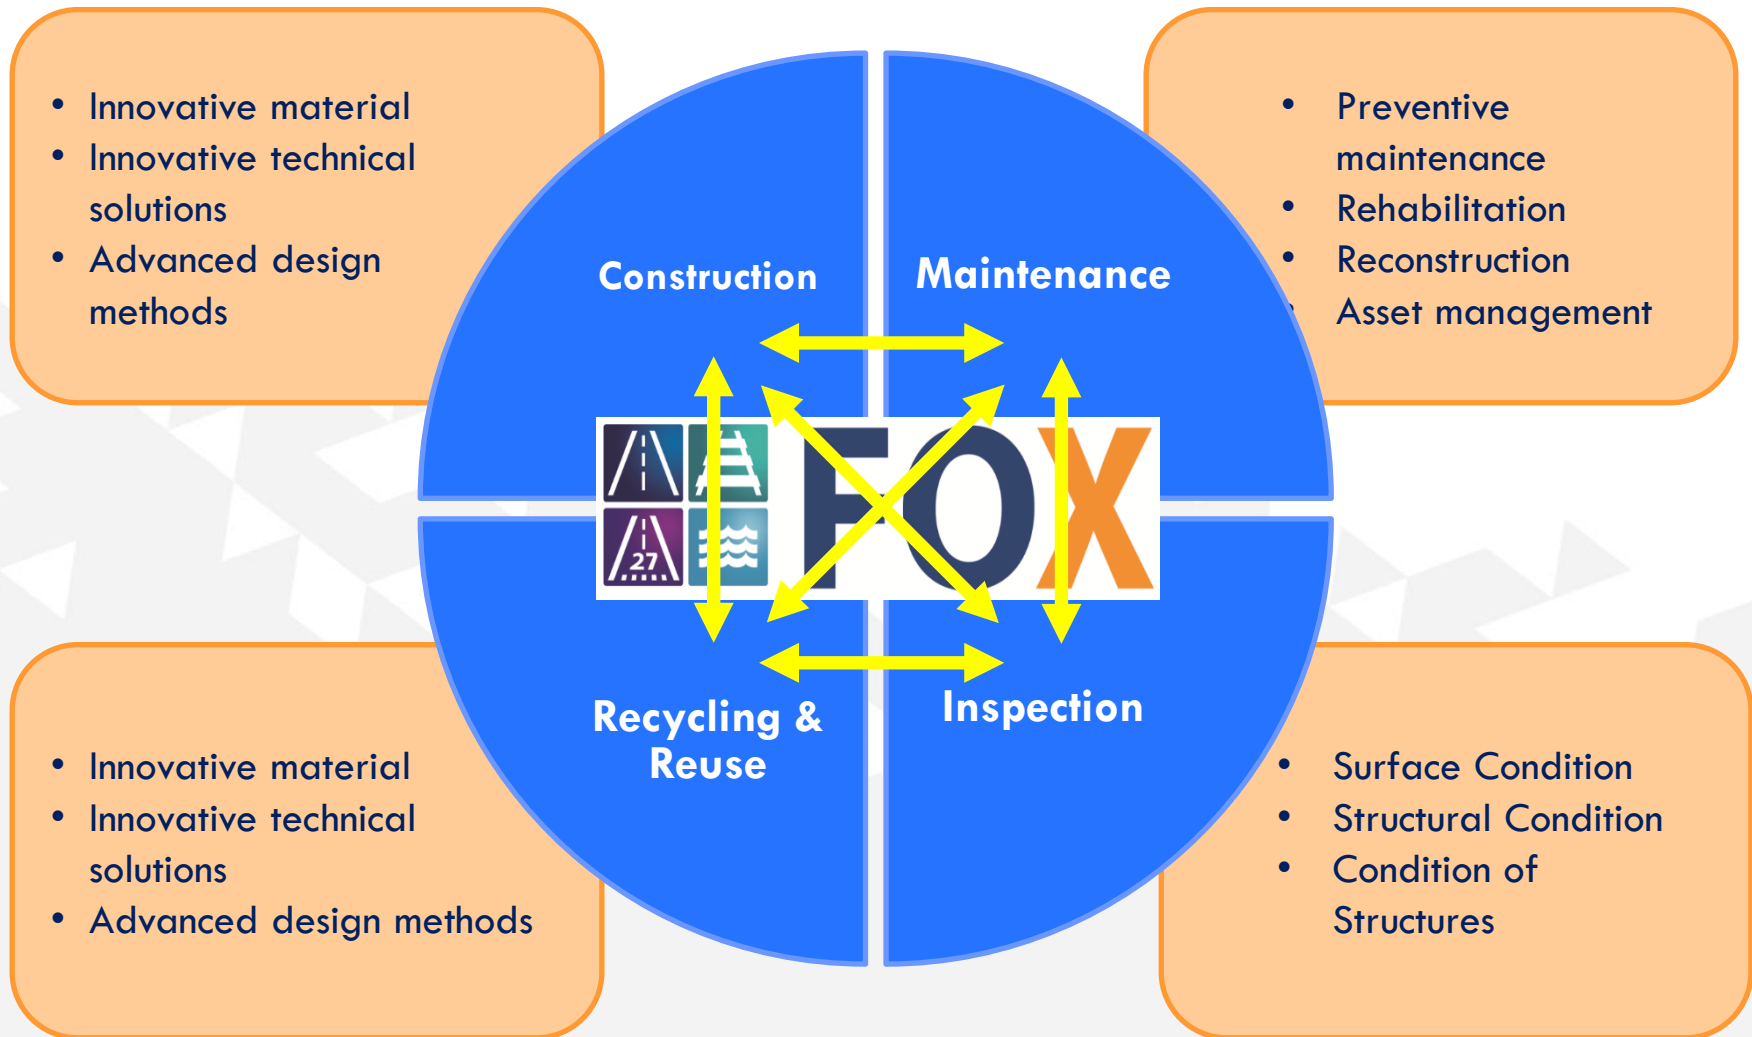 • Innovative material
• Innovative technical
solutions
• Advanced design
methods
• Preventive
maintenance
• Rehabilitation
• Reconstruction
• Asset management
Construction
Maintenance
27
FOX
Recycling &
Reuse
Inspection
• Innovative material
• Innovative technical
solutions
• Advanced design methods
• Surface Condition
• Structural Condition
• Condition of
Structures